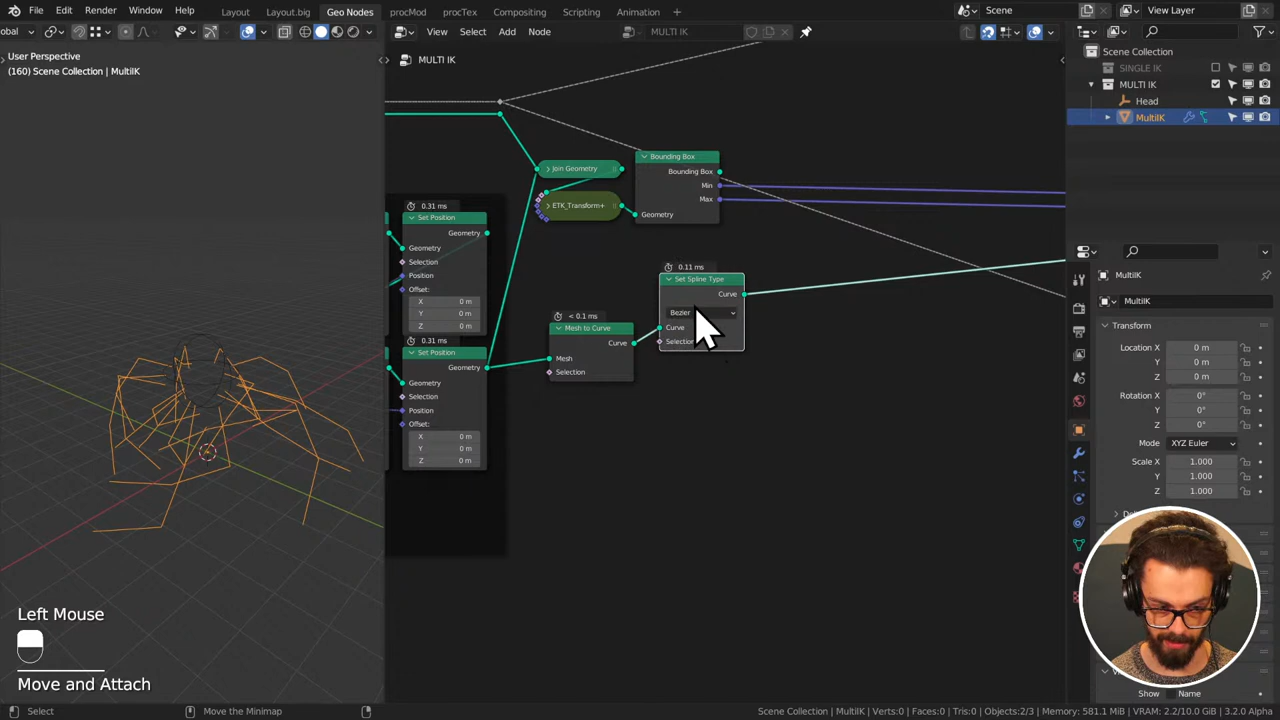 File Edit Render Window Help
Layout Layout.big Geo Nodes procMod procTex Compositing Scripting Animation +
Scene
View Layer
obal
View Select Add Node
MULTI IK
User Perspective
(160) Scene Collection | MultiIK
MULTI IK
Scene Collection
SINGLE IK
MULTI IK
Head
MultiIK
Join Geometry
ETK_Transform+
Bounding Box
Bounding Box
Min
Max
Geometry
0.31 ms
Set Position
Geometry
Geometry
Selection
Position
Offset:
X 0 m
Y 0 m
Z 0 m
0.31 ms
Set Position
Geometry
Geometry
Selection
Position
Offset:
X 0 m
Y 0 m
Z 0 m
< 0.1 ms
Mesh to Curve
Curve
Mesh
Selection
0.11 ms
Set Spline Type
Curve
Bezier
Curve
Selection
MultiIK
MultiIK
Transform
Location X 0 m
Y 0 m
Z 0 m
Rotation X 0°
Y 0°
Z 0°
Mode XYZ Euler
Scale X 1.000
Y 1.000
Z 1.000
Show Name
Left Mouse
Move and Attach
Select
Move the Minimap
Scene Collection | MultiIK | Verts:0 | Faces:0 | Tris:0 | Objects:2/3 | Memory: 581.1 MiB | VRAM: 2.2/10.0 GiB | 3.2.0 Alpha